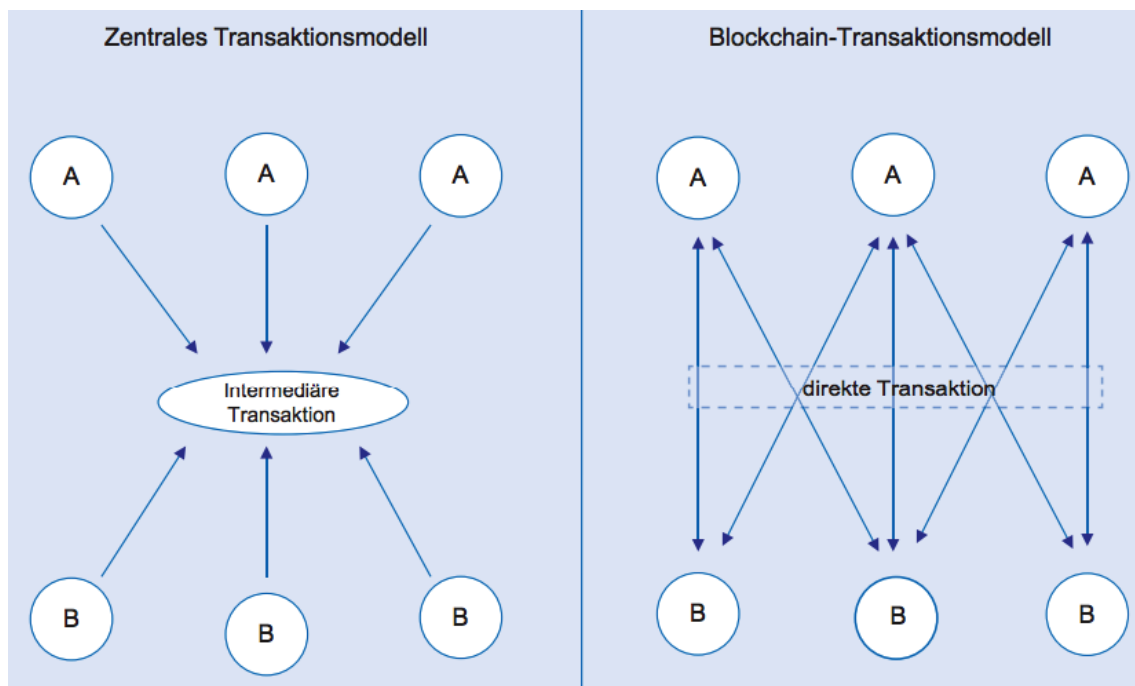 Zentrales Transaktionsmodell
A
A
A
Intermediäre
Transaktion
B
B
B
Blockchain-Transaktionsmodell
A
A
A
direkte Transaktion
B
B
B